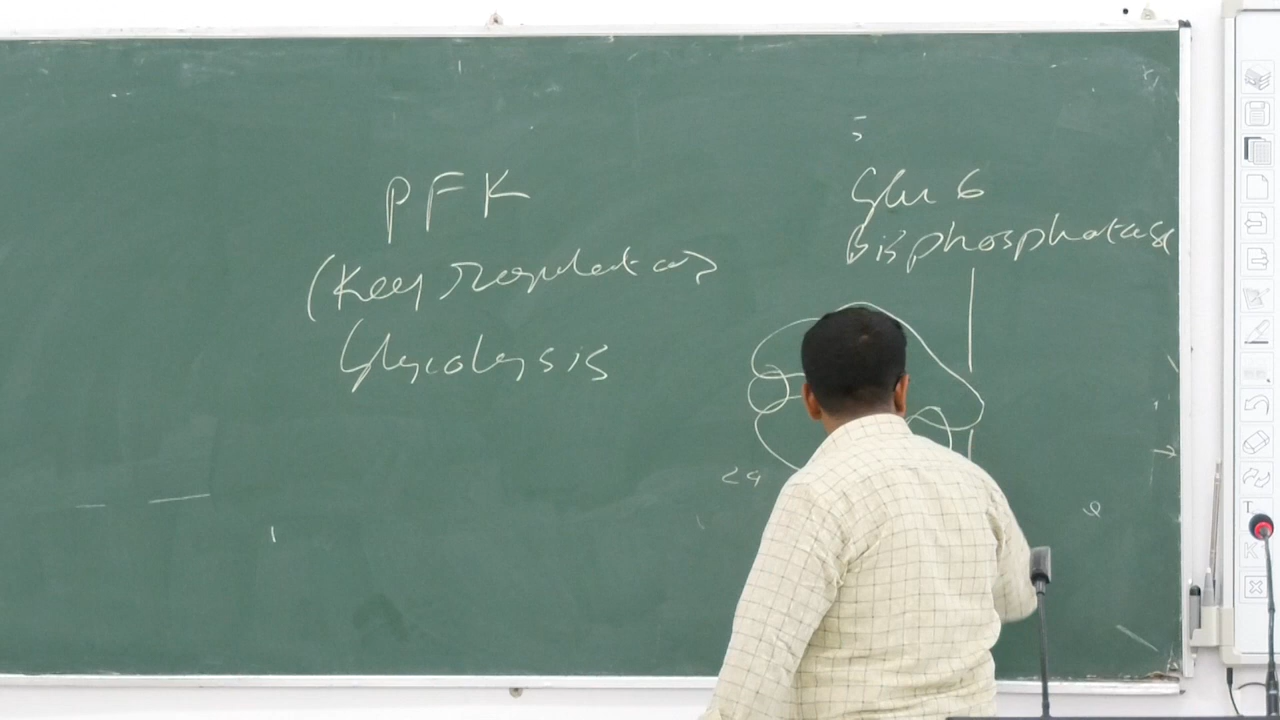 PFK
(Key regulator)
Glycolysis
Glu 6
Bisphosphatase